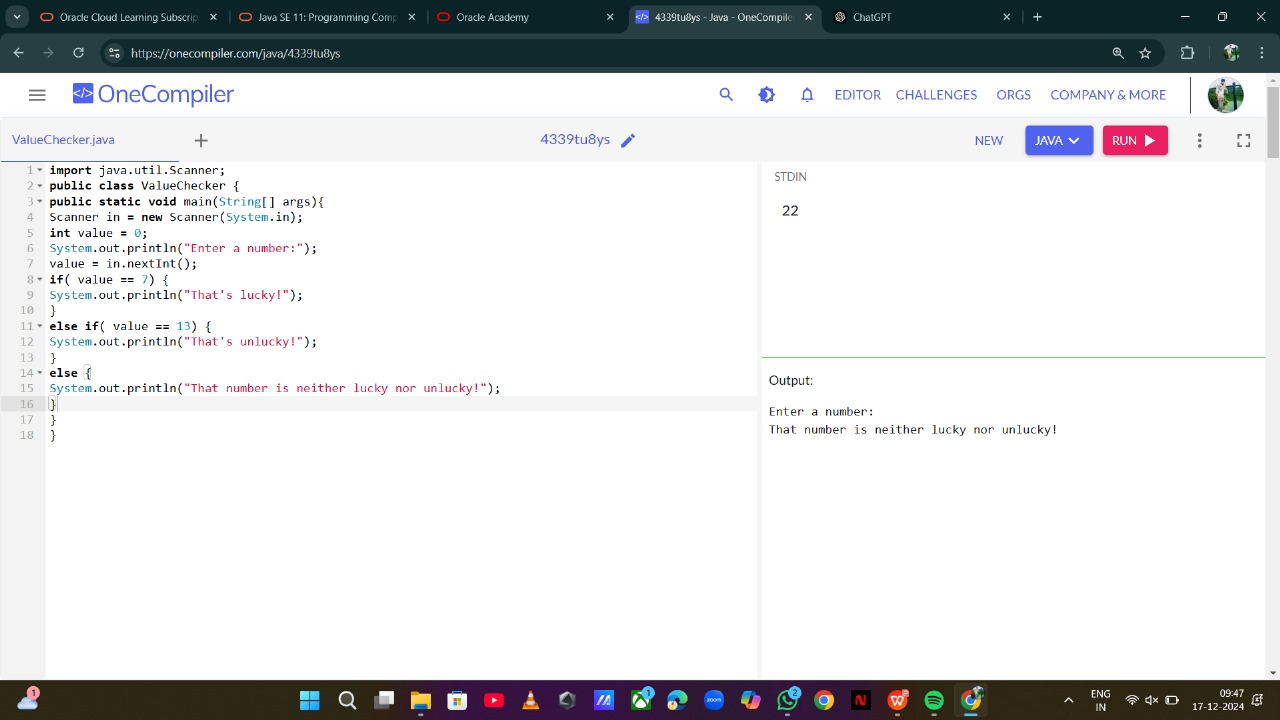 Oracle Cloud Learning Subscrip
Java SE 11: Programming Comp
Oracle Academy
4339tu8ys - Java - OneCompile
ChatGPT
https://onecompiler.com/java/4339tu8ys
</> OneCompiler
EDITOR
CHALLENGES
ORGS
COMPANY & MORE
ValueChecker.java
4339tu8ys
NEW
JAVA
RUN
1 import java.util.Scanner;
2 public class ValueChecker {
3 public static void main(String[] args){
4 Scanner in = new Scanner(System.in);
5 int value = 0;
6 System.out.println("Enter a number:");
7 value = in.nextInt();
8 if( value == 7) {
9 System.out.println("That's lucky!");
10 }
11 else if( value == 13) {
12 System.out.println("That's unlucky!");
13 }
14 else {
15 System.out.println("That number is neither lucky nor unlucky!");
16 }
17 }
18 }
STDIN
22
Output:
Enter a number:
That number is neither lucky nor unlucky!
1
1
zoom
2
N
W
ENG
IN
09:47
17-12-2024